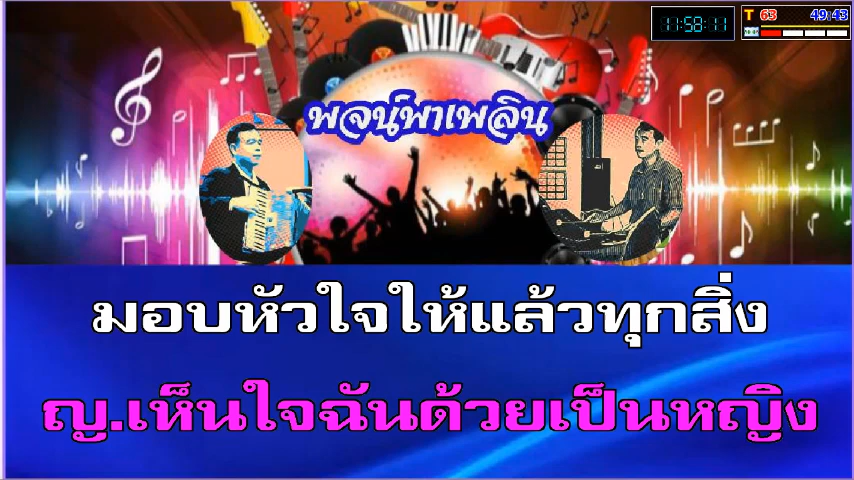 11:58:11
T 63 49:43
พจน์พาเพลิน
มอบหัวใจให้แล้วทุกสิ่ง
ญ.เห็นใจฉันด้วยเป็นหญิง